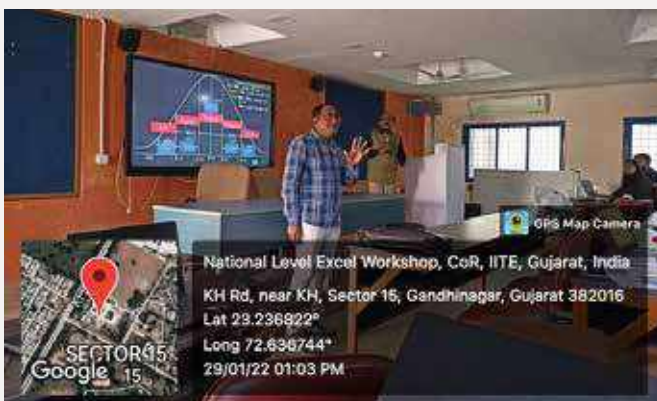 GPS Map Camera
National Level Excel Workshop, CoR, IITE, Gujarat, India
KH Rd, near KH, Sector 16, Gandhinagar, Gujarat 382016
Lat 23.236822°
Long 72.636744°
29/01/22 01:03 PM
SECTOR 15
15
Google